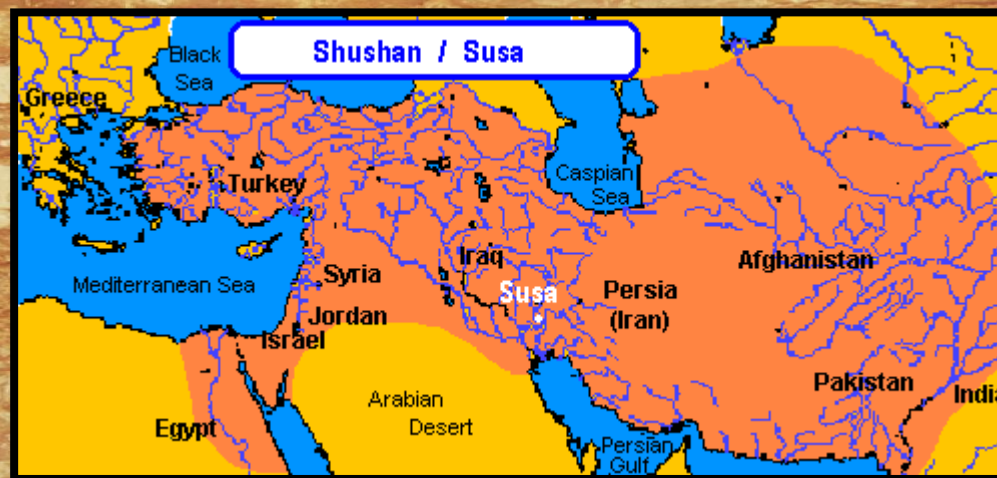 Shushan / Susa
Black
Sea
Greece
Caspian
Sea
Turkey
Iraq
Afghanistan
Syria
Mediterranean Sea
Susa
Persia
(Iran)
Jordan
Israel
Pakistan
India
Arabian
Desert
Egypt
Persian
Gulf